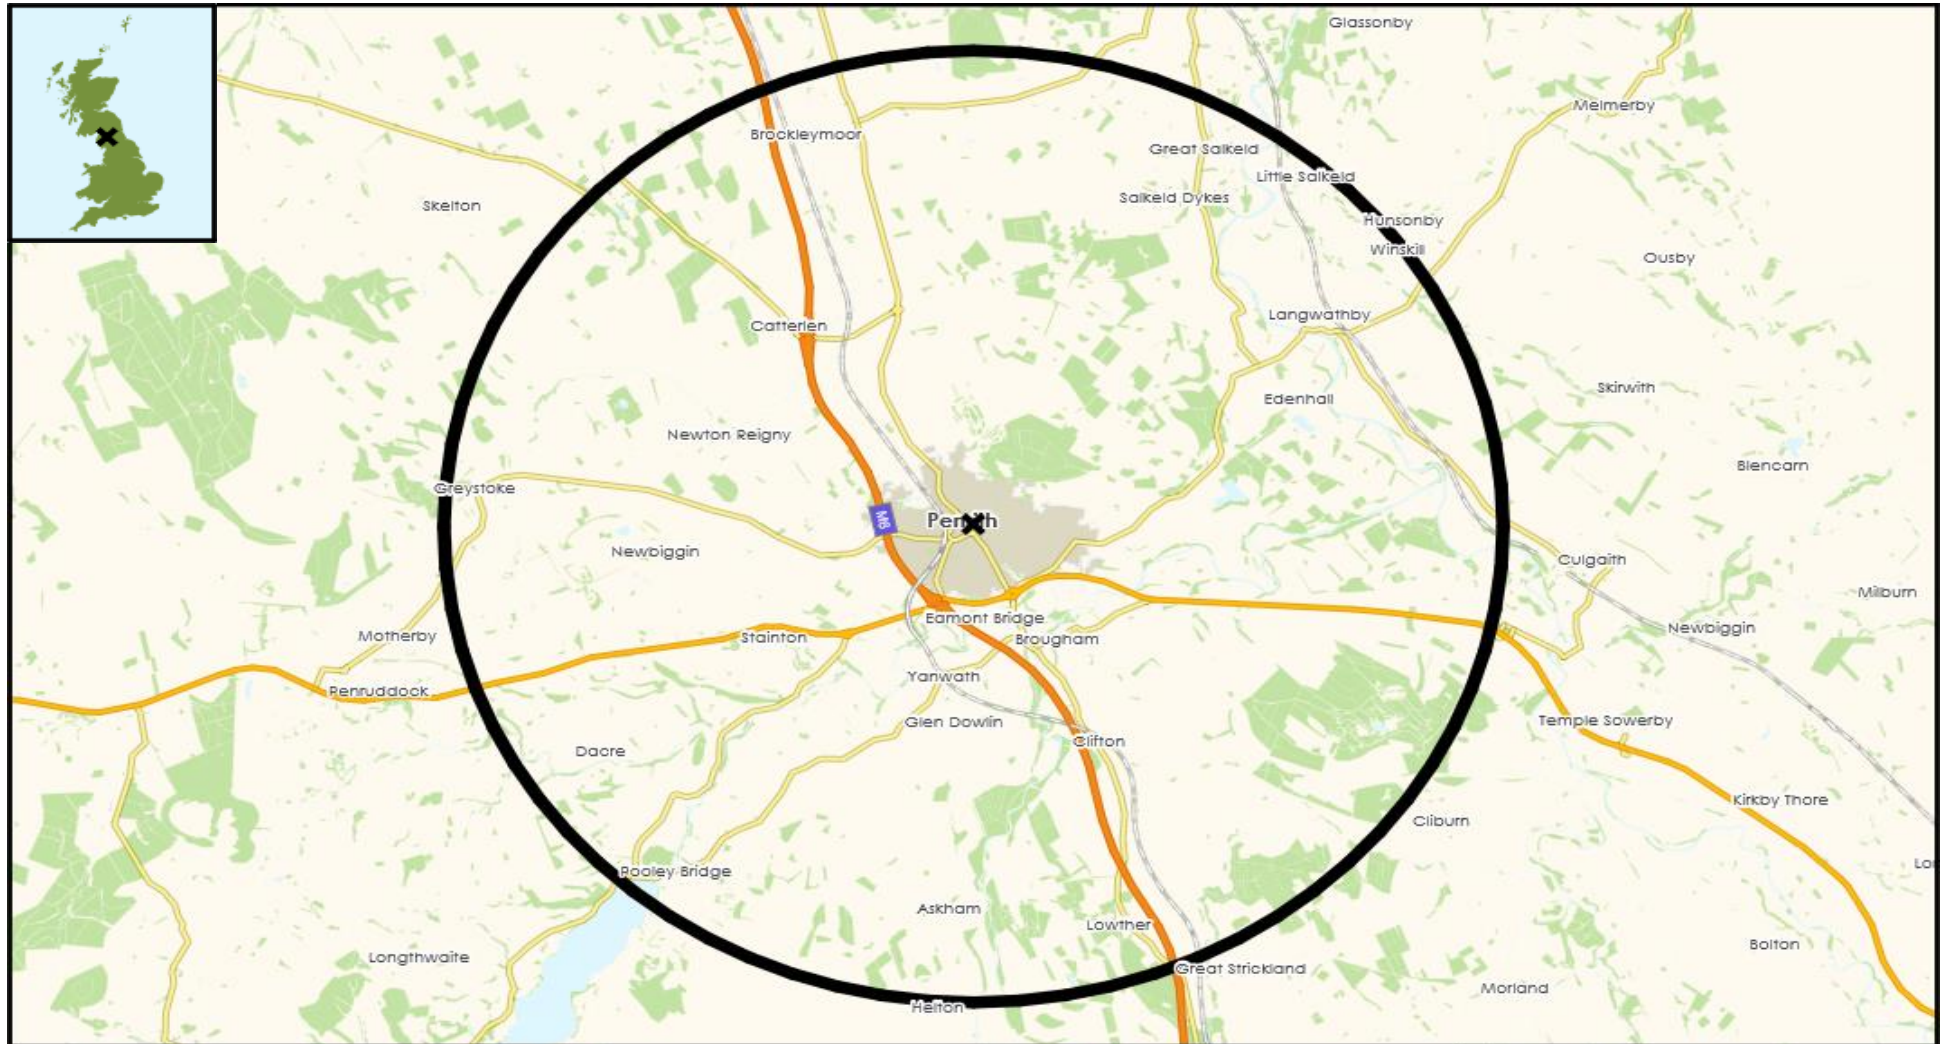 Glassonby
Melmerby
Brockleymoor
Great Salkeld
Little Salkeld
Salkeld Dykes
Skelton
Hunsonby
Winskill
Ousby
Langwathby
Catterlen
Skirwith
Edenhall
Newton Reigny
Blencarn
Greystoke
M6
Penrith
Newbiggin
Culgaith
Milburn
Eamont Bridge
Newbiggin
Motherby
Stainton
Brougham
Yanwath
Penruddock
Glen Dowlin
Temple Sowerby
Clifton
Dacre
Kirkby Thore
Cliburn
Lon
Pooley Bridge
Askham
Lowther
Bolton
Longthwaite
Great Strickland
Morland
Helton